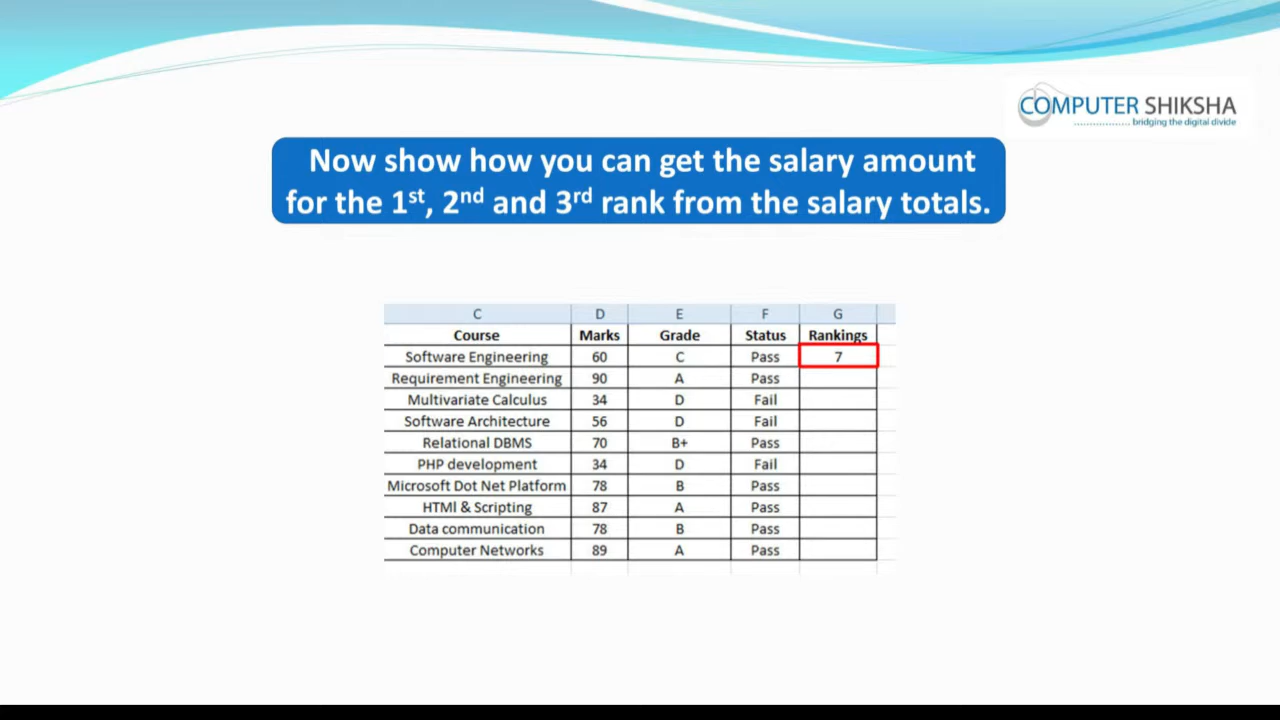 COMPUTER SHIKSHA
bridging the digital divide
Now show how you can get the salary amount
for the 1st, 2nd and 3rd rank from the salary totals.
C D E F G
Course Marks Grade Status Rankings
Software Engineering 60 C Pass 7
Requirement Engineering 90 A Pass
Multivariate Calculus 34 D Fail
Software Architecture 56 D Fail
Relational DBMS 70 B+ Pass
PHP development 34 D Fail
Microsoft Dot Net Platform 78 B Pass
HTMl & Scripting 87 A Pass
Data communication 78 B Pass
Computer Networks 89 A Pass